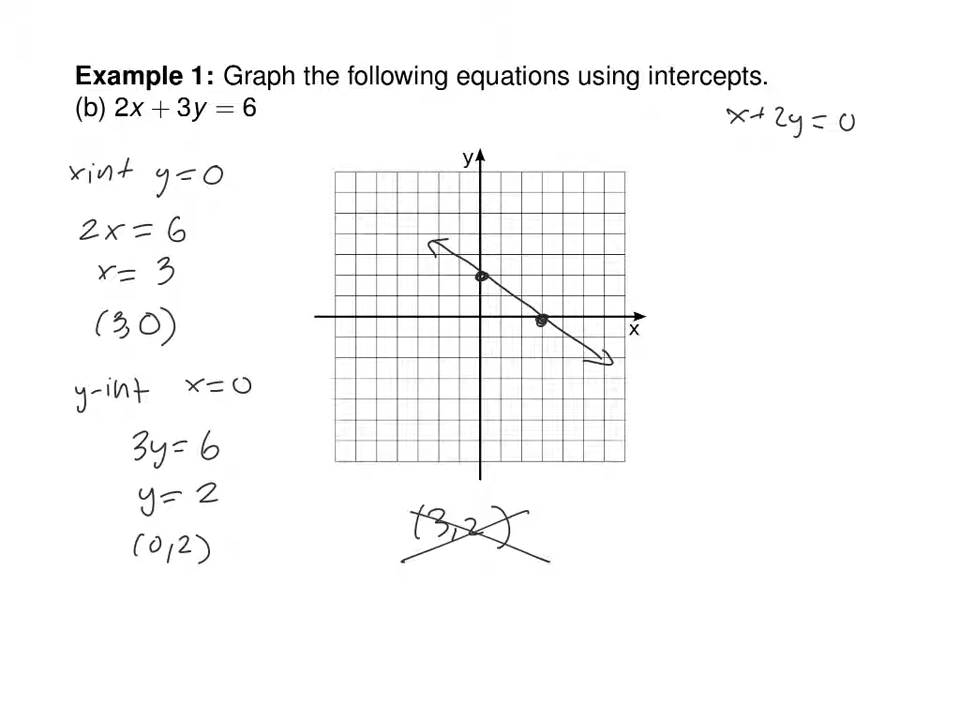 Example 1: Graph the following equations using intercepts.
(b) 2x + 3y = 6
x+2y=0
xint y=0
2x=6
x=3
(3,0)
y-int x=0
3y=6
y=2
(0,2)
y
x
(3,2)